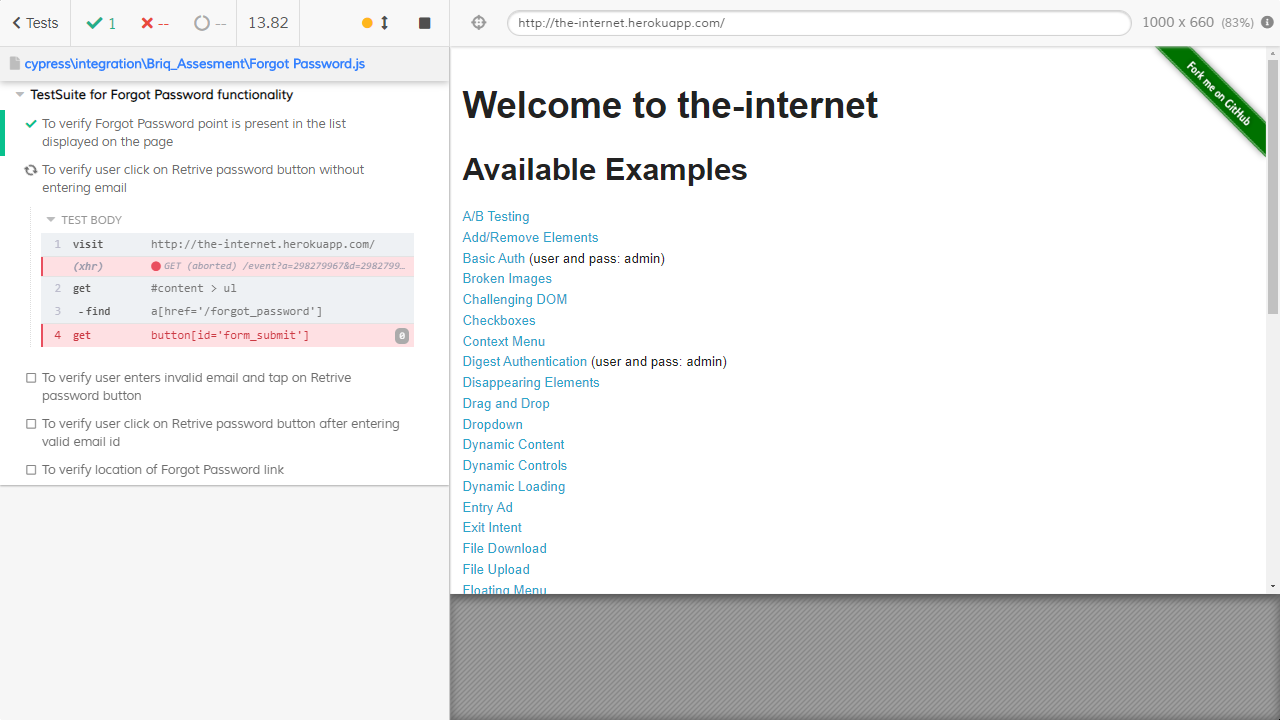 Tests
1
--
--
13.82
http://the-internet.herokuapp.com/
1000 x 660 (83%)
cypress\integration\Briq_Assesment\Forgot Password.js
TestSuite for Forgot Password functionality
To verify Forgot Password point is present in the list
displayed on the page
To verify user click on Retrive password button without
entering email
TEST BODY
1 visit http://the-internet.herokuapp.com/
(xhr) GET (aborted) /event?a=298279967&d=2982799…
2 get #content > ul
3 -find a[href='/forgot_password']
4 get button[id='form_submit'] 0
To verify user enters invalid email and tap on Retrive
password button
To verify user click on Retrive password button after entering
valid email id
To verify location of Forgot Password link
Fork me on GitHub
Welcome to the-internet
Available Examples
A/B Testing
Add/Remove Elements
Basic Auth (user and pass: admin)
Broken Images
Challenging DOM
Checkboxes
Context Menu
Digest Authentication (user and pass: admin)
Disappearing Elements
Drag and Drop
Dropdown
Dynamic Content
Dynamic Controls
Dynamic Loading
Entry Ad
Exit Intent
File Download
File Upload
Floating Menu